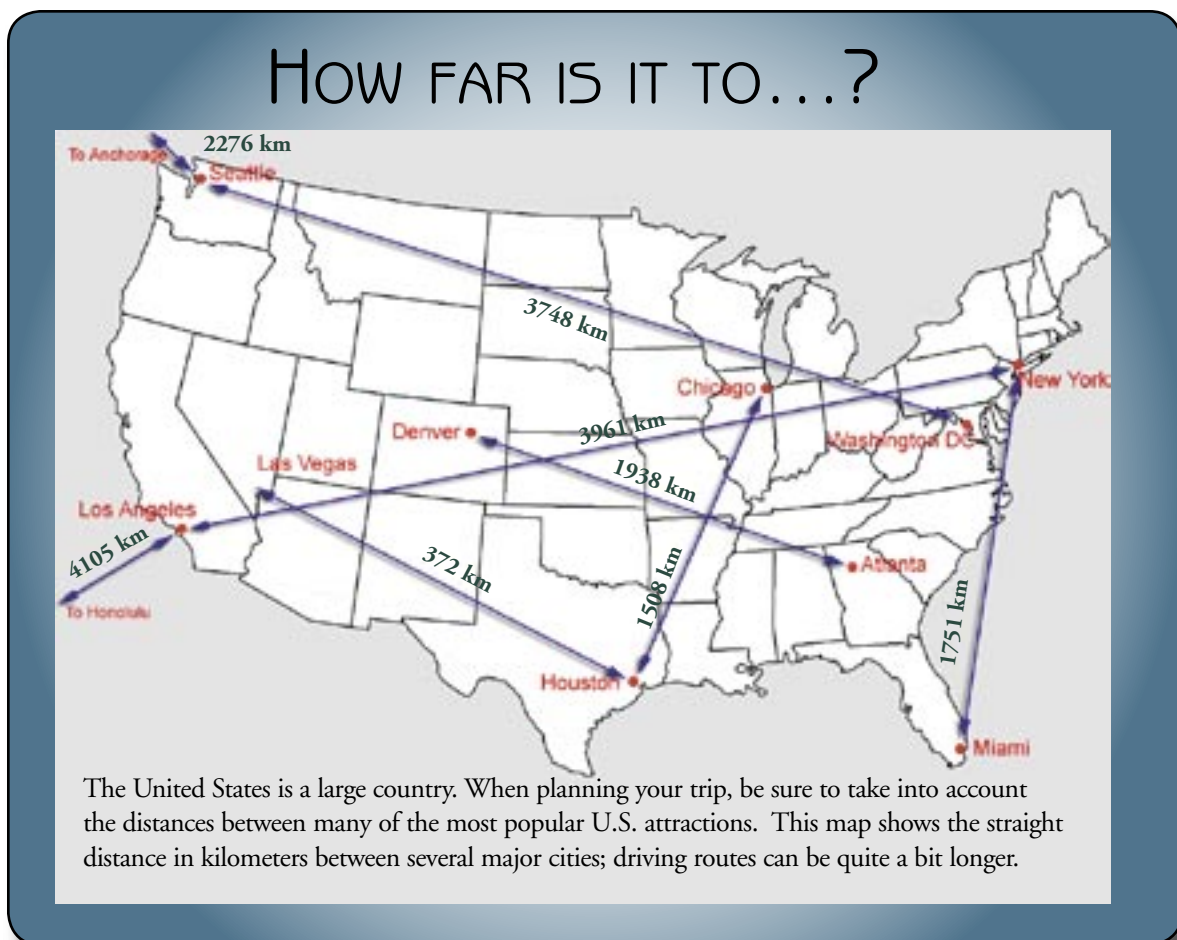 HOW FAR IS IT TO...?
2276 km
To Anchorage
Seattle
3748 km
Chicago
New York
3961 km
Denver
Washington DC
Las Vegas
1938 km
Los Angeles
4105 km
372 km
1508 km
Atlanta
To Honolulu
1751 km
Houston
Miami
The United States is a large country. When planning your trip, be sure to take into account
the distances between many of the most popular U.S. attractions.  This map shows the straight
distance in kilometers between several major cities; driving routes can be quite a bit longer.